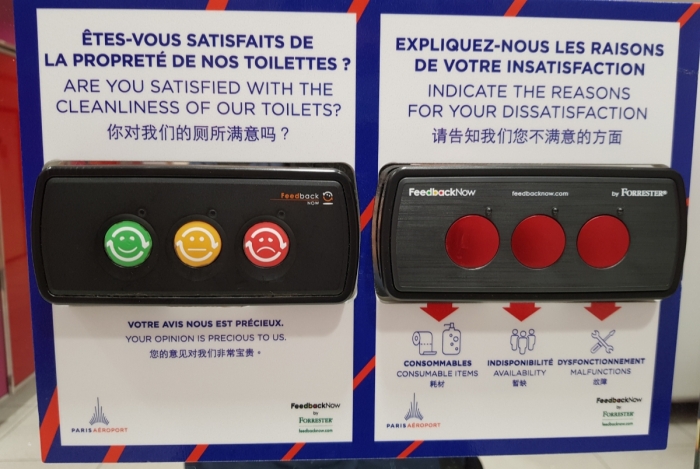 ÊTES-VOUS SATISFAITS DE
LA PROPRETÉ DE NOS TOILETTES ?
ARE YOU SATISFIED WITH THE
CLEANLINESS OF OUR TOILETS?
你对我们的厕所满意吗？
Feedback
NOW
VOTRE AVIS NOUS EST PRÉCIEUX.
YOUR OPINION IS PRECIOUS TO US.
您的意见对我们非常宝贵。
PARIS AÉROPORT
FeedbackNow
by
FORRESTER
feedbacknow.com
EXPLIQUEZ-NOUS LES RAISONS
DE VOTRE INSATISFACTION
INDICATE THE REASONS
FOR YOUR DISSATISFACTION
请告知我们您不满意的方面
FeedbackNow feedbacknow.com by FORRESTER®
CONSOMMABLES
CONSUMABLE ITEMS
耗材
INDISPONIBILITÉ
AVAILABILITY
暂缺
DYSFONCTIONNEMENT
MALFUNCTIONS
故障
PARIS AÉROPORT
FeedbackNow
by
FORRESTER
feedbacknow.com